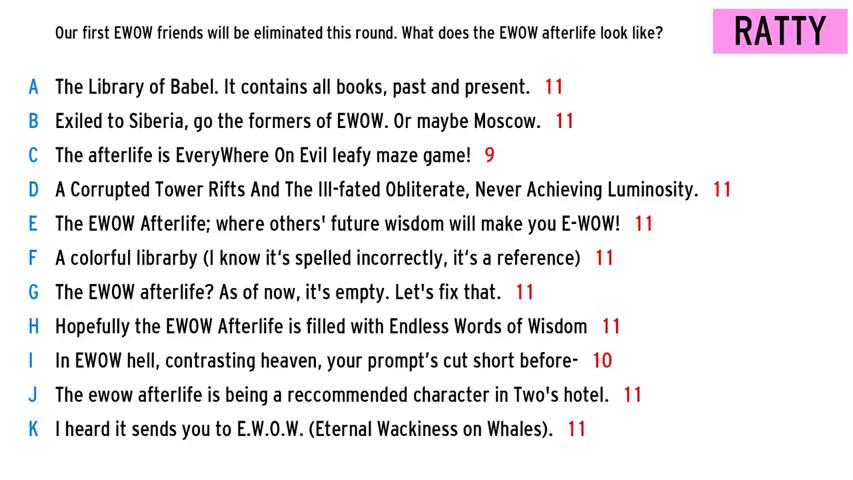 Our first EWOW friends will be eliminated this round. What does the EWOW afterlife look like?
RATTY
A The Library of Babel. It contains all books, past and present. 11
B Exiled to Siberia, go the formers of EWOW. Or maybe Moscow. 11
C The afterlife is EveryWhere On Evil leafy maze game! 9
D A Corrupted Tower Rifts And The Ill-fated Obliterate, Never Achieving Luminosity. 11
E The EWOW Afterlife; where others' future wisdom will make you E-WOW! 11
F A colorful librarby (I know it‘s spelled incorrectly, it‘s a reference) 11
G The EWOW afterlife? As of now, it's empty. Let's fix that. 11
H Hopefully the EWOW Afterlife is filled with Endless Words of Wisdom 11
I In EWOW hell, contrasting heaven, your prompt’s cut short before- 10
J The ewow afterlife is being a reccommended character in Two's hotel. 11
K I heard it sends you to E.W.O.W. (Eternal Wackiness on Whales). 11